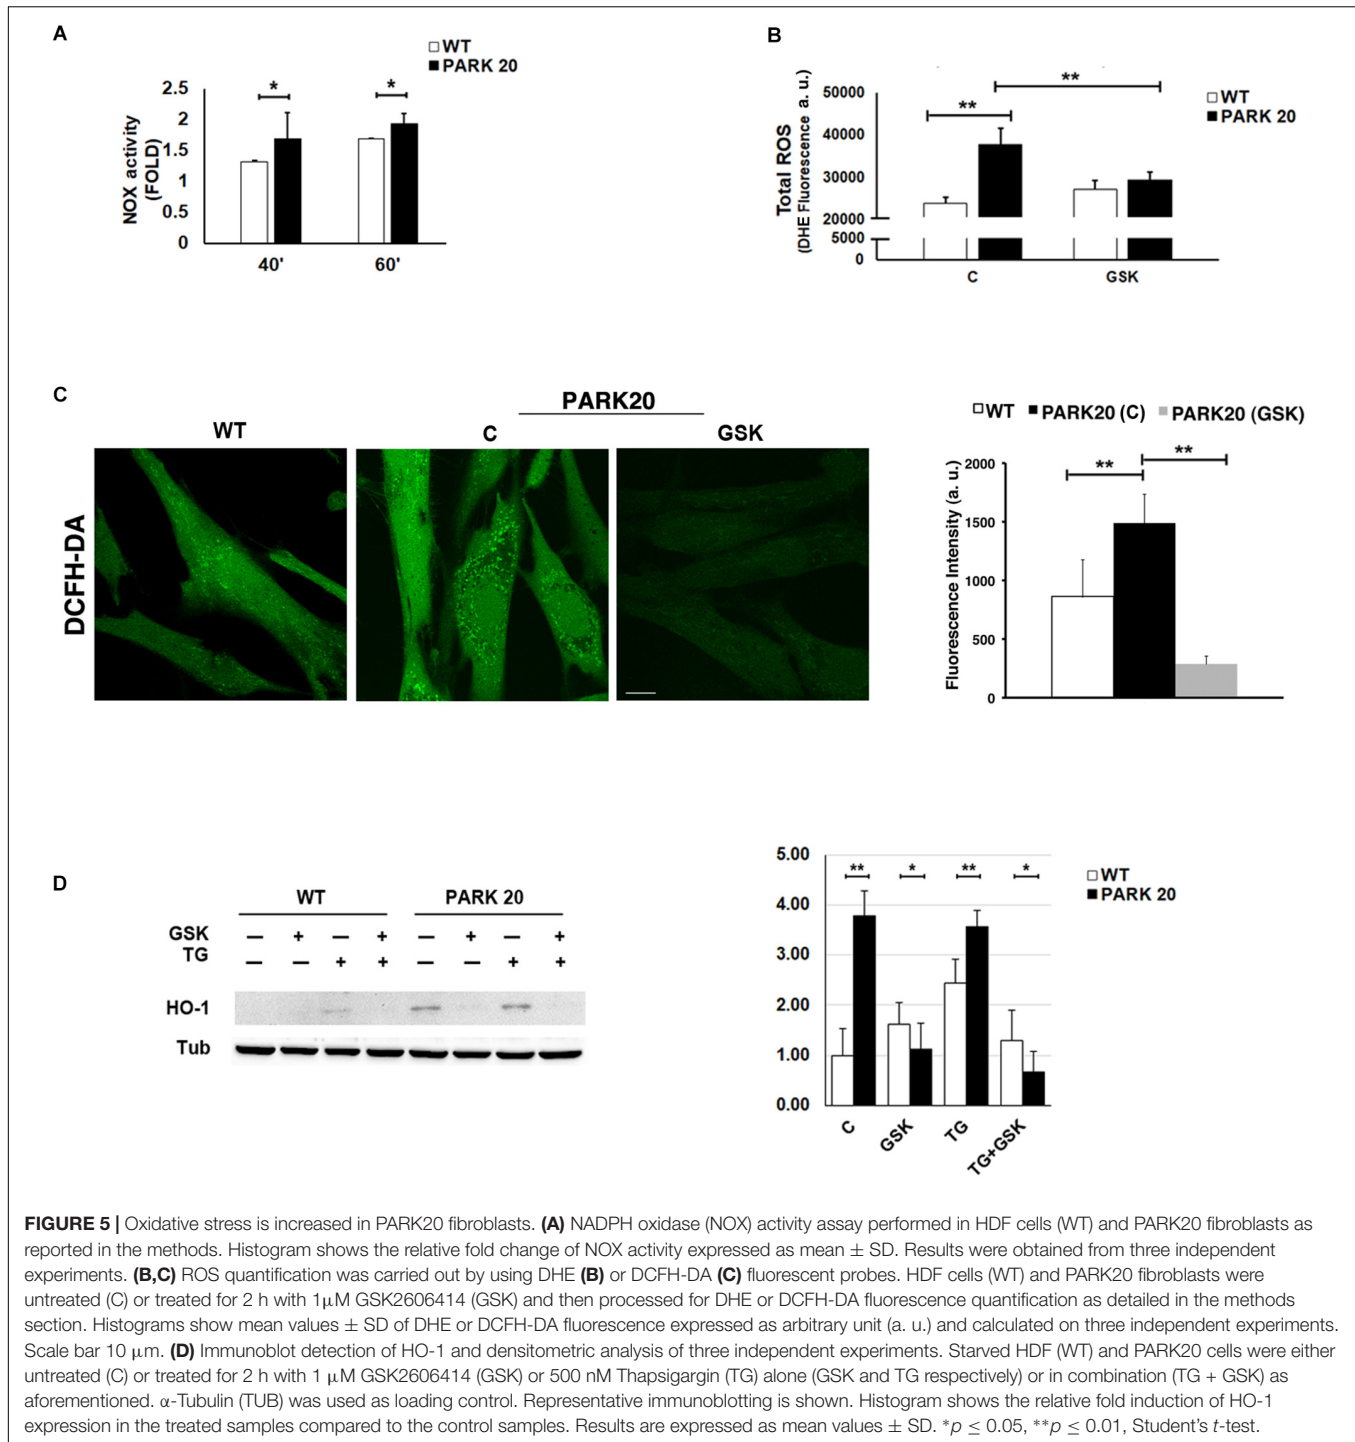 A
WT
PARK 20
NOX activity
(FOLD)
2.5
2
1.5
1
0.5
0
*
*
40'
60'
B
WT
PARK 20
Total ROS
(DHE Fluorescence a. u.)
50000
40000
30000
20000
5000
0
**
**
C
GSK
C
PARK20
WT
C
GSK
DCFH-DA
WT
PARK20 (C)
PARK20 (GSK)
Fluorescence Intensity (a. u.)
2000
1500
1000
500
0
**
**
D
WT
PARK 20
GSK — + — + — + — +
TG — — + + — — + +
HO-1
Tub
5.00
4.00
3.00
2.00
1.00
0.00
** * ** *
C
GSK
TG
TG+GSK
WT
PARK 20
FIGURE 5 | Oxidative stress is increased in PARK20 fibroblasts. (A) NADPH oxidase (NOX) activity assay performed in HDF cells (WT) and PARK20 fibroblasts as
reported in the methods. Histogram shows the relative fold change of NOX activity expressed as mean ± SD. Results were obtained from three independent
experiments. (B,C) ROS quantification was carried out by using DHE (B) or DCFH-DA (C) fluorescent probes. HDF cells (WT) and PARK20 fibroblasts were
untreated (C) or treated for 2 h with 1μM GSK2606414 (GSK) and then processed for DHE or DCFH-DA fluorescence quantification as detailed in the methods
section. Histograms show mean values ± SD of DHE or DCFH-DA fluorescence expressed as arbitrary unit (a. u.) and calculated on three independent experiments.
Scale bar 10 μm. (D) Immunoblot detection of HO-1 and densitometric analysis of three independent experiments. Starved HDF (WT) and PARK20 cells were either
untreated (C) or treated for 2 h with 1 μM GSK2606414 (GSK) or 500 nM Thapsigargin (TG) alone (GSK and TG respectively) or in combination (TG + GSK) as
aforementioned. α-Tubulin (TUB) was used as loading control. Representative immunoblotting is shown. Histogram shows the relative fold induction of HO-1
expression in the treated samples compared to the control samples. Results are expressed as mean values ± SD. *p ≤ 0.05, **p ≤ 0.01, Student's t-test.